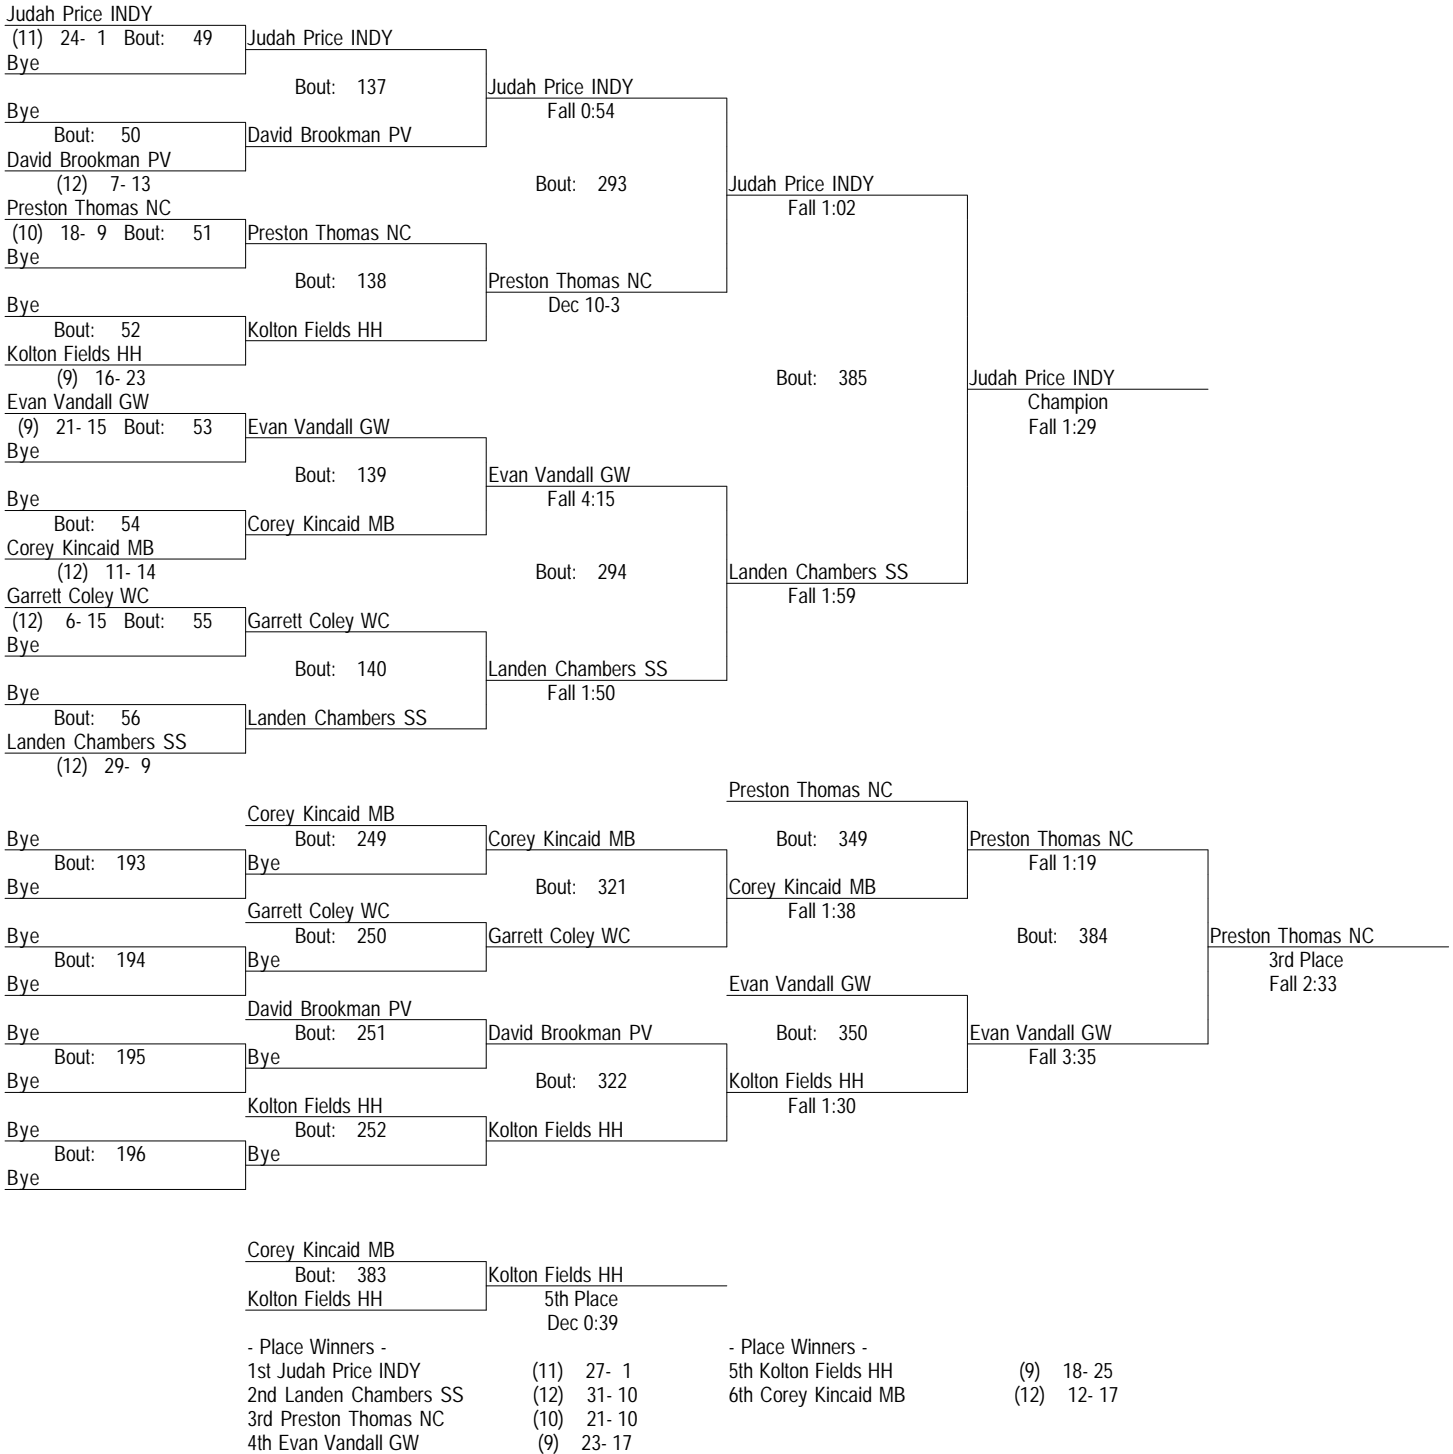 Judah Price INDY
(11) 24- 1 Bout: 49 Judah Price INDY
Bye
Bout: 137 Judah Price INDY
Bye Fall 0:54
Bout: 50 David Brookman PV
David Brookman PV
(12) 7- 13 Bout: 293 Judah Price INDY
Preston Thomas NC Fall 1:02
(10) 18- 9 Bout: 51 Preston Thomas NC
Bye
Bout: 138 Preston Thomas NC
Bye Dec 10-3
Bout: 52 Kolton Fields HH
Kolton Fields HH
(9) 16- 23 Bout: 385 Judah Price INDY
Evan Vandall GW Champion
(9) 21- 15 Bout: 53 Evan Vandall GW Fall 1:29
Bye
Bout: 139 Evan Vandall GW
Bye Fall 4:15
Bout: 54 Corey Kincaid MB
Corey Kincaid MB
(12) 11- 14 Bout: 294 Landen Chambers SS
Garrett Coley WC Fall 1:59
(12) 6- 15 Bout: 55 Garrett Coley WC
Bye
Bout: 140 Landen Chambers SS
Bye Fall 1:50
Bout: 56 Landen Chambers SS
Landen Chambers SS
(12) 29- 9
Preston Thomas NC
Corey Kincaid MB
Bye Bout: 249 Corey Kincaid MB Bout: 349 Preston Thomas NC
Bout: 193 Bye Fall 1:19
Bye Bout: 321 Corey Kincaid MB
Garrett Coley WC Fall 1:38
Bye Bout: 250 Garrett Coley WC Bout: 384 Preston Thomas NC
Bout: 194 Bye 3rd Place
Bye Evan Vandall GW Fall 2:33
David Brookman PV
Bye Bout: 251 David Brookman PV Bout: 350 Evan Vandall GW
Bout: 195 Bye Fall 3:35
Bye Bout: 322 Kolton Fields HH
Kolton Fields HH Fall 1:30
Bye Bout: 252 Kolton Fields HH
Bout: 196 Bye
Bye
Corey Kincaid MB
Bout: 383 Kolton Fields HH
Kolton Fields HH 5th Place
Dec 0:39
- Place Winners - - Place Winners -
1st Judah Price INDY (11) 27- 1 5th Kolton Fields HH (9) 18- 25
2nd Landen Chambers SS (12) 31- 10 6th Corey Kincaid MB (12) 12- 17
3rd Preston Thomas NC (10) 21- 10
4th Evan Vandall GW (9) 23- 17